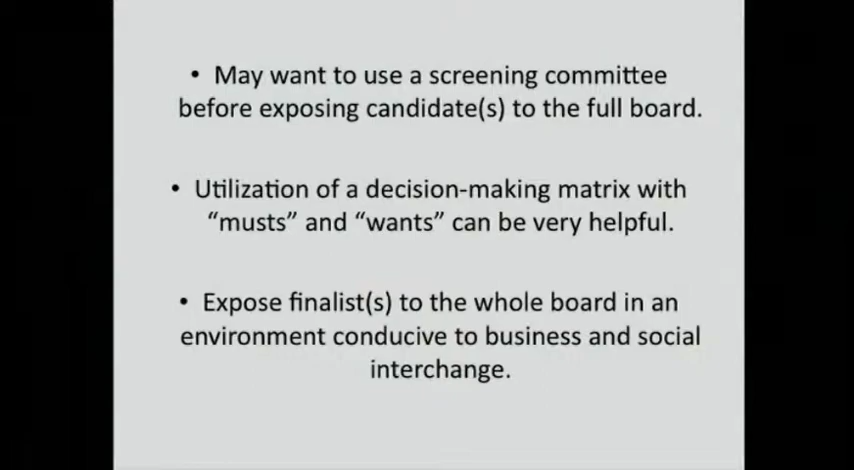 • May want to use a screening committee
before exposing candidate(s) to the full board.
• Utilization of a decision-making matrix with
“musts” and “wants” can be very helpful.
• Expose finalist(s) to the whole board in an
environment conducive to business and social
interchange.